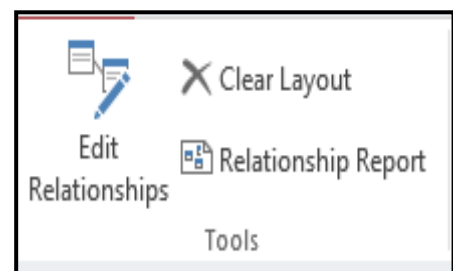 Clear Layout
Edit
Relationships
Relationship Report
Tools